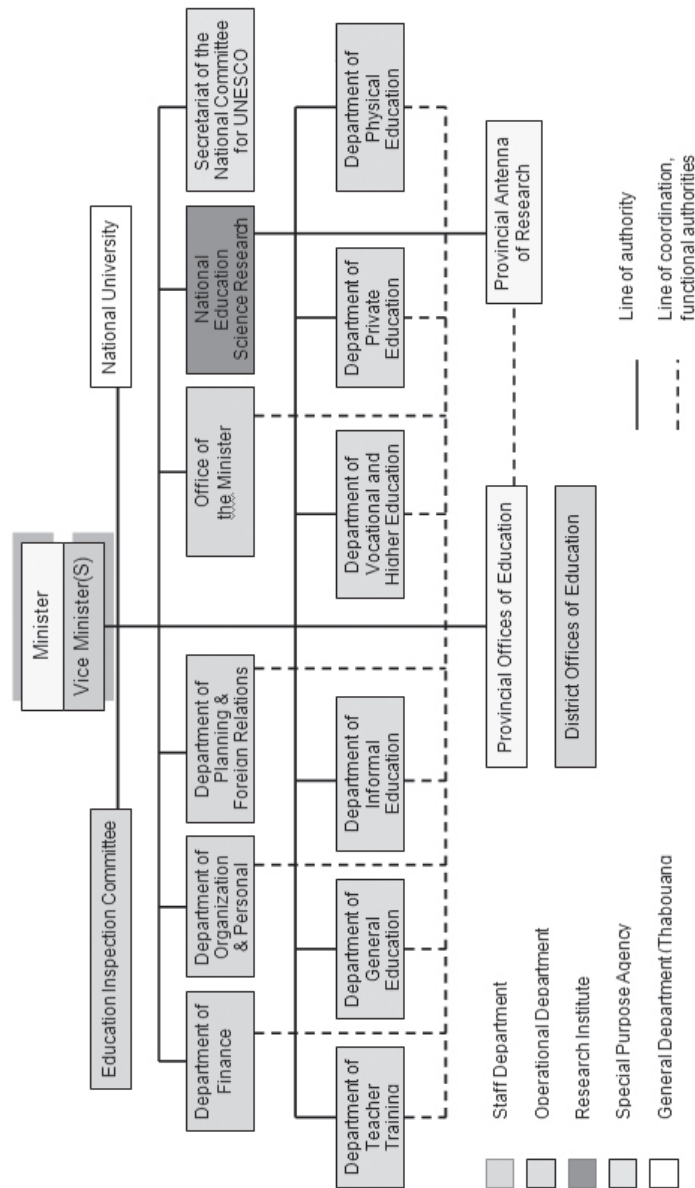 Minister
Vice Minister(S)
Education Inspection Committee
National University
Department of
Finance
Department of
Organization
& Personal
Department of
Planning &
Foreign Relations
Office of
the Minister
National
Education
Science Research
Secretariat of the
National Committee
for UNESCO
Department of
Teacher
Training
Department of
General
Education
Department of
Informal
Education
Department of
Vocational and
Higher Education
Department of
Private
Education
Department of
Physical
Education
Provincial Offices of Education
Provincial Antenna
of Research
District Offices of Education
Staff Department
Operational Department
Research Institute
Special Purpose Agency
General Department (Thabouang
Line of authority
Line of coordination,
functional authorities